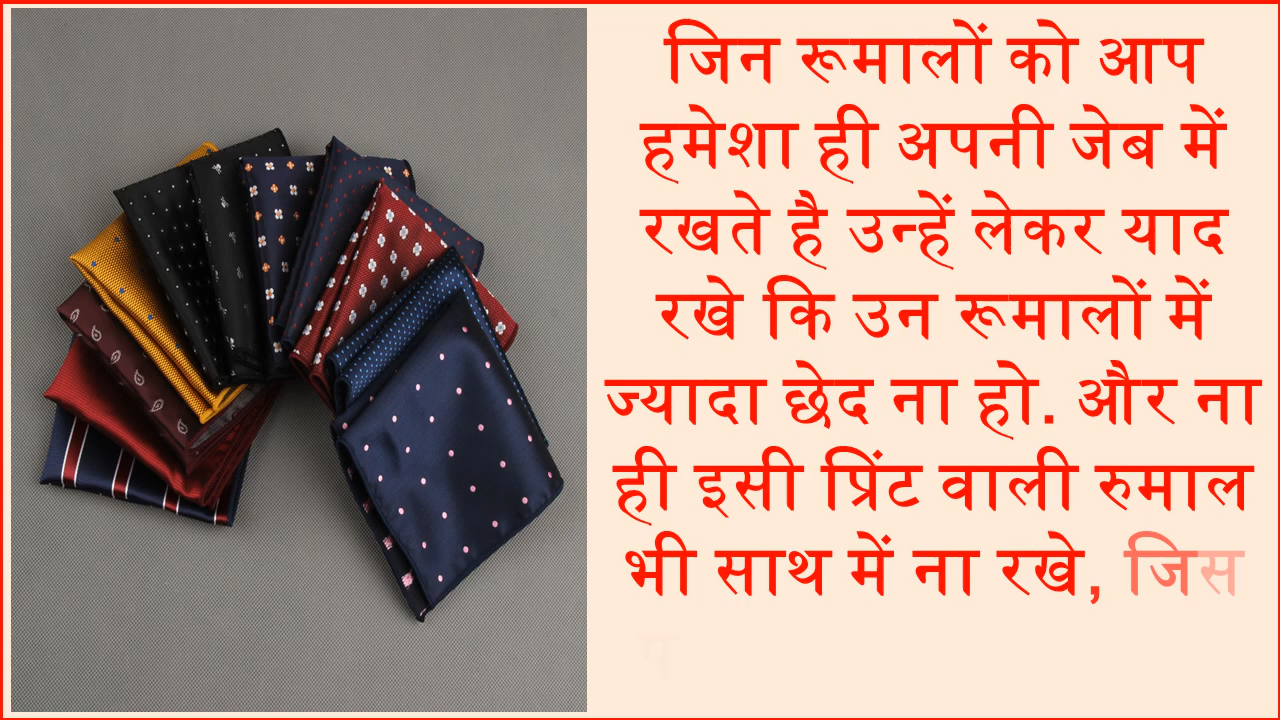 जिन रूमालों को आप
हमेशा ही अपनी जेब में
रखते है उन्हें लेकर याद
रखे कि उन रूमालों में
ज्यादा छेद ना हो. और ना
ही इसी प्रिंट वाली रुमाल
भी साथ में ना रखे, जिस
प